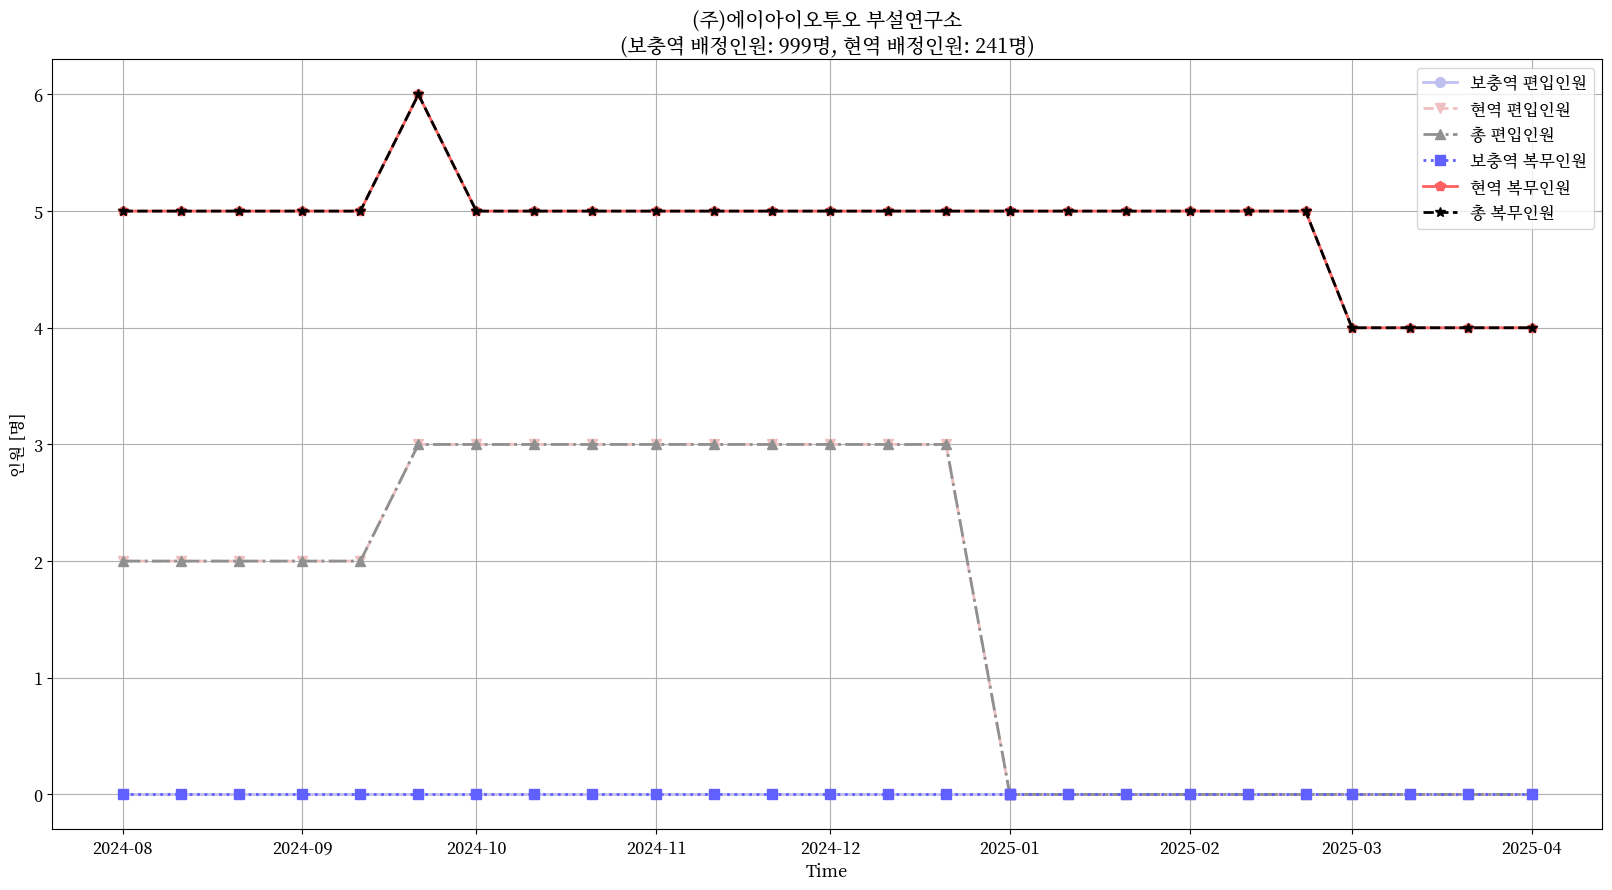 (주)에이아이오투오 부설연구소
(보충역 배정인원: 999명, 현역 배정인원: 241명)
보충역 편입인원
현역 편입인원
총 편입인원
보충역 복무인원
현역 복무인원
총 복무인원
인원 [명]
6
5
4
3
2
1
0
2024-08
2024-09
2024-10
2024-11
2024-12
2025-01
2025-02
2025-03
2025-04
Time